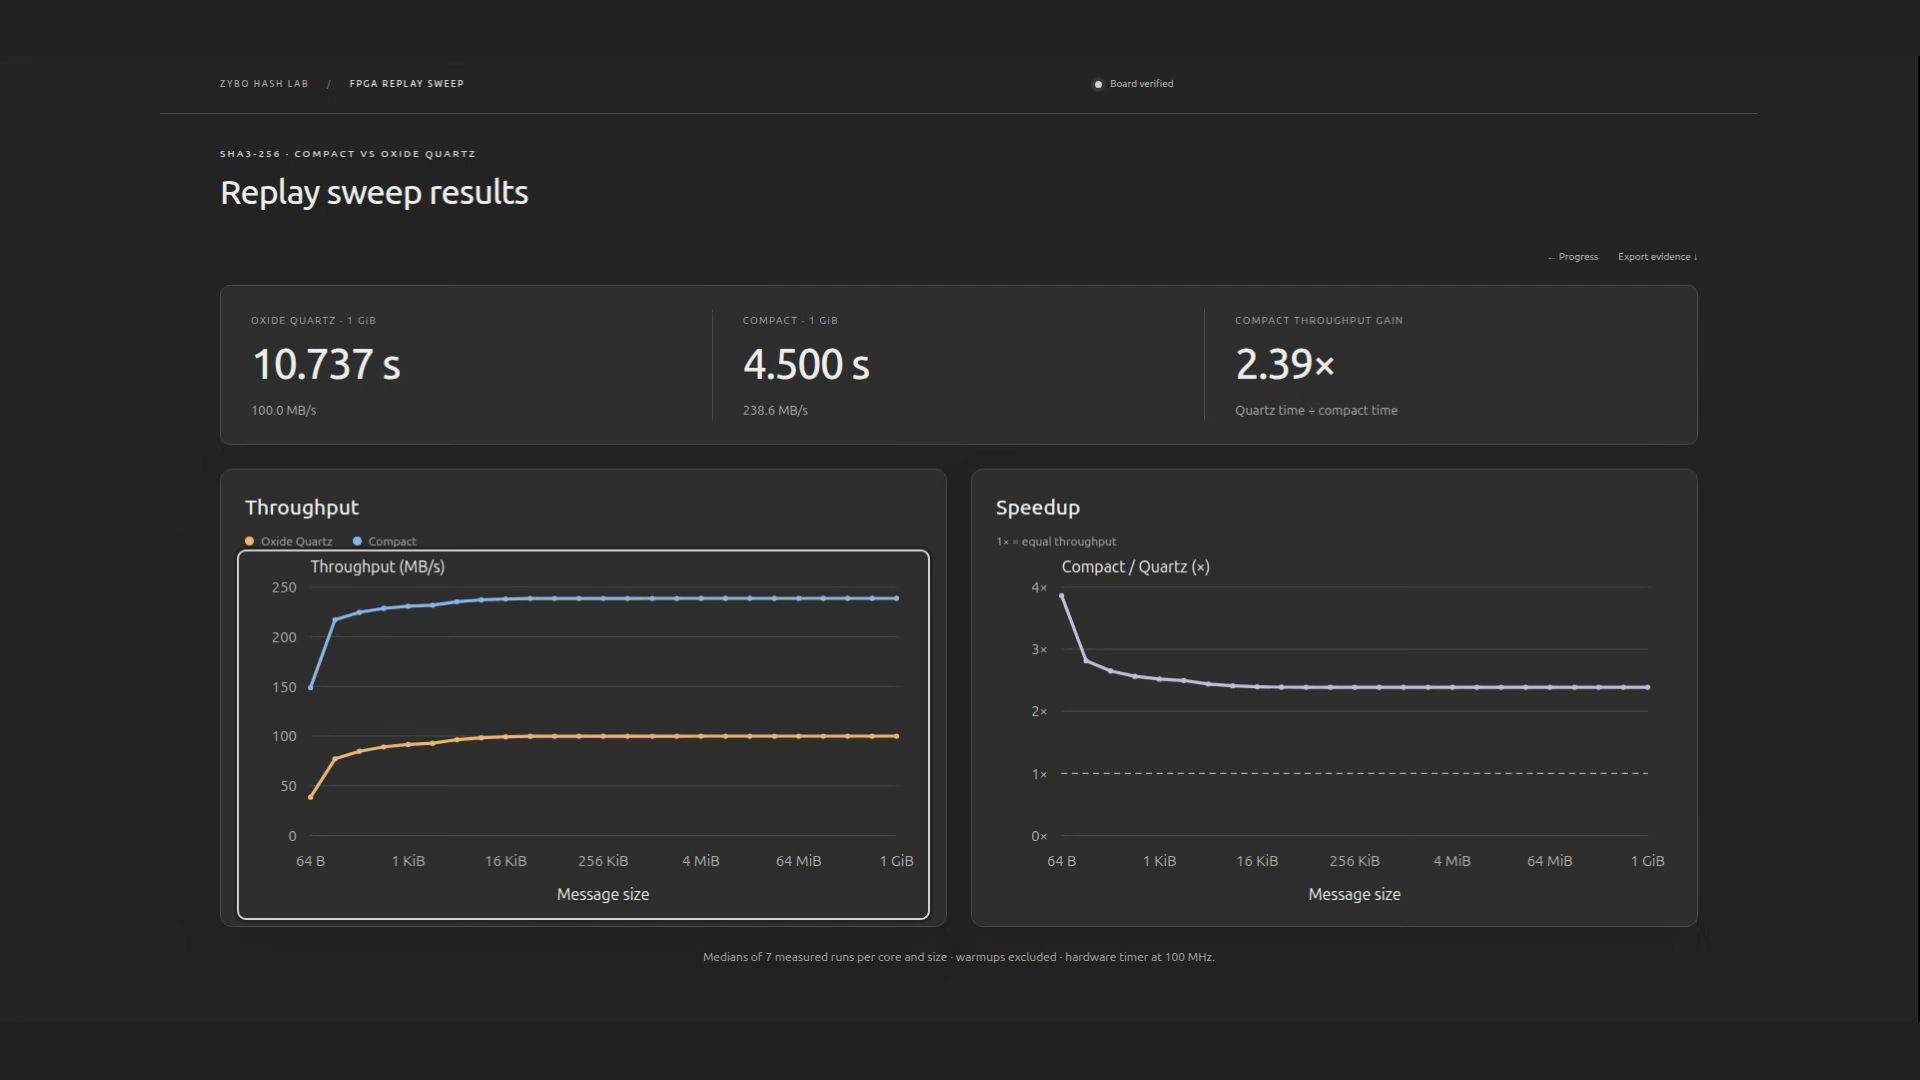 ZYBO HASH LAB / FPGA REPLAY SWEEP
Board verified
SHA3-256 · COMPACT VS OXIDE QUARTZ
Replay sweep results
← Progress
Export evidence ↓
OXIDE QUARTZ · 1 GiB
10.737 s
100.0 MB/s
COMPACT · 1 GiB
4.500 s
238.6 MB/s
COMPACT THROUGHPUT GAIN
2.39×
Quartz time ÷ compact time
Throughput
Oxide Quartz
Compact
Throughput (MB/s)
250
200
150
100
50
0
64 B
1 KiB
16 KiB
256 KiB
4 MiB
64 MiB
1 GiB
Message size
Speedup
1× = equal throughput
Compact / Quartz (×)
4×
3×
2×
1×
0×
64 B
1 KiB
16 KiB
256 KiB
4 MiB
64 MiB
1 GiB
Message size
Medians of 7 measured runs per core and size · warmups excluded · hardware timer at 100 MHz.